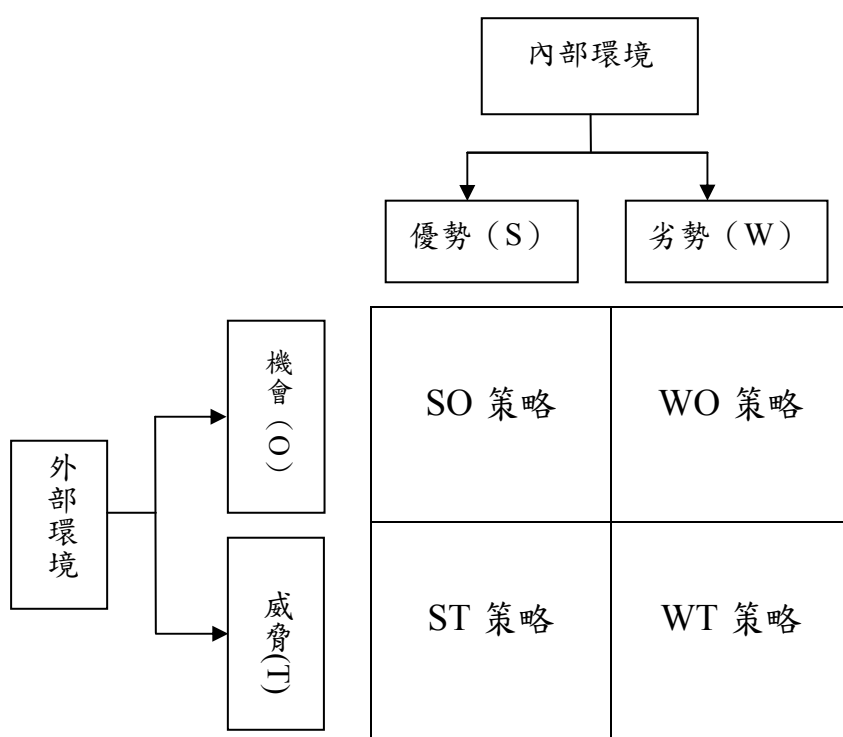 內部環境
優勢（S）
劣勢（W）
機會（O）
SO 策略
WO 策略
外部環境
威脅(T)
ST 策略
WT 策略